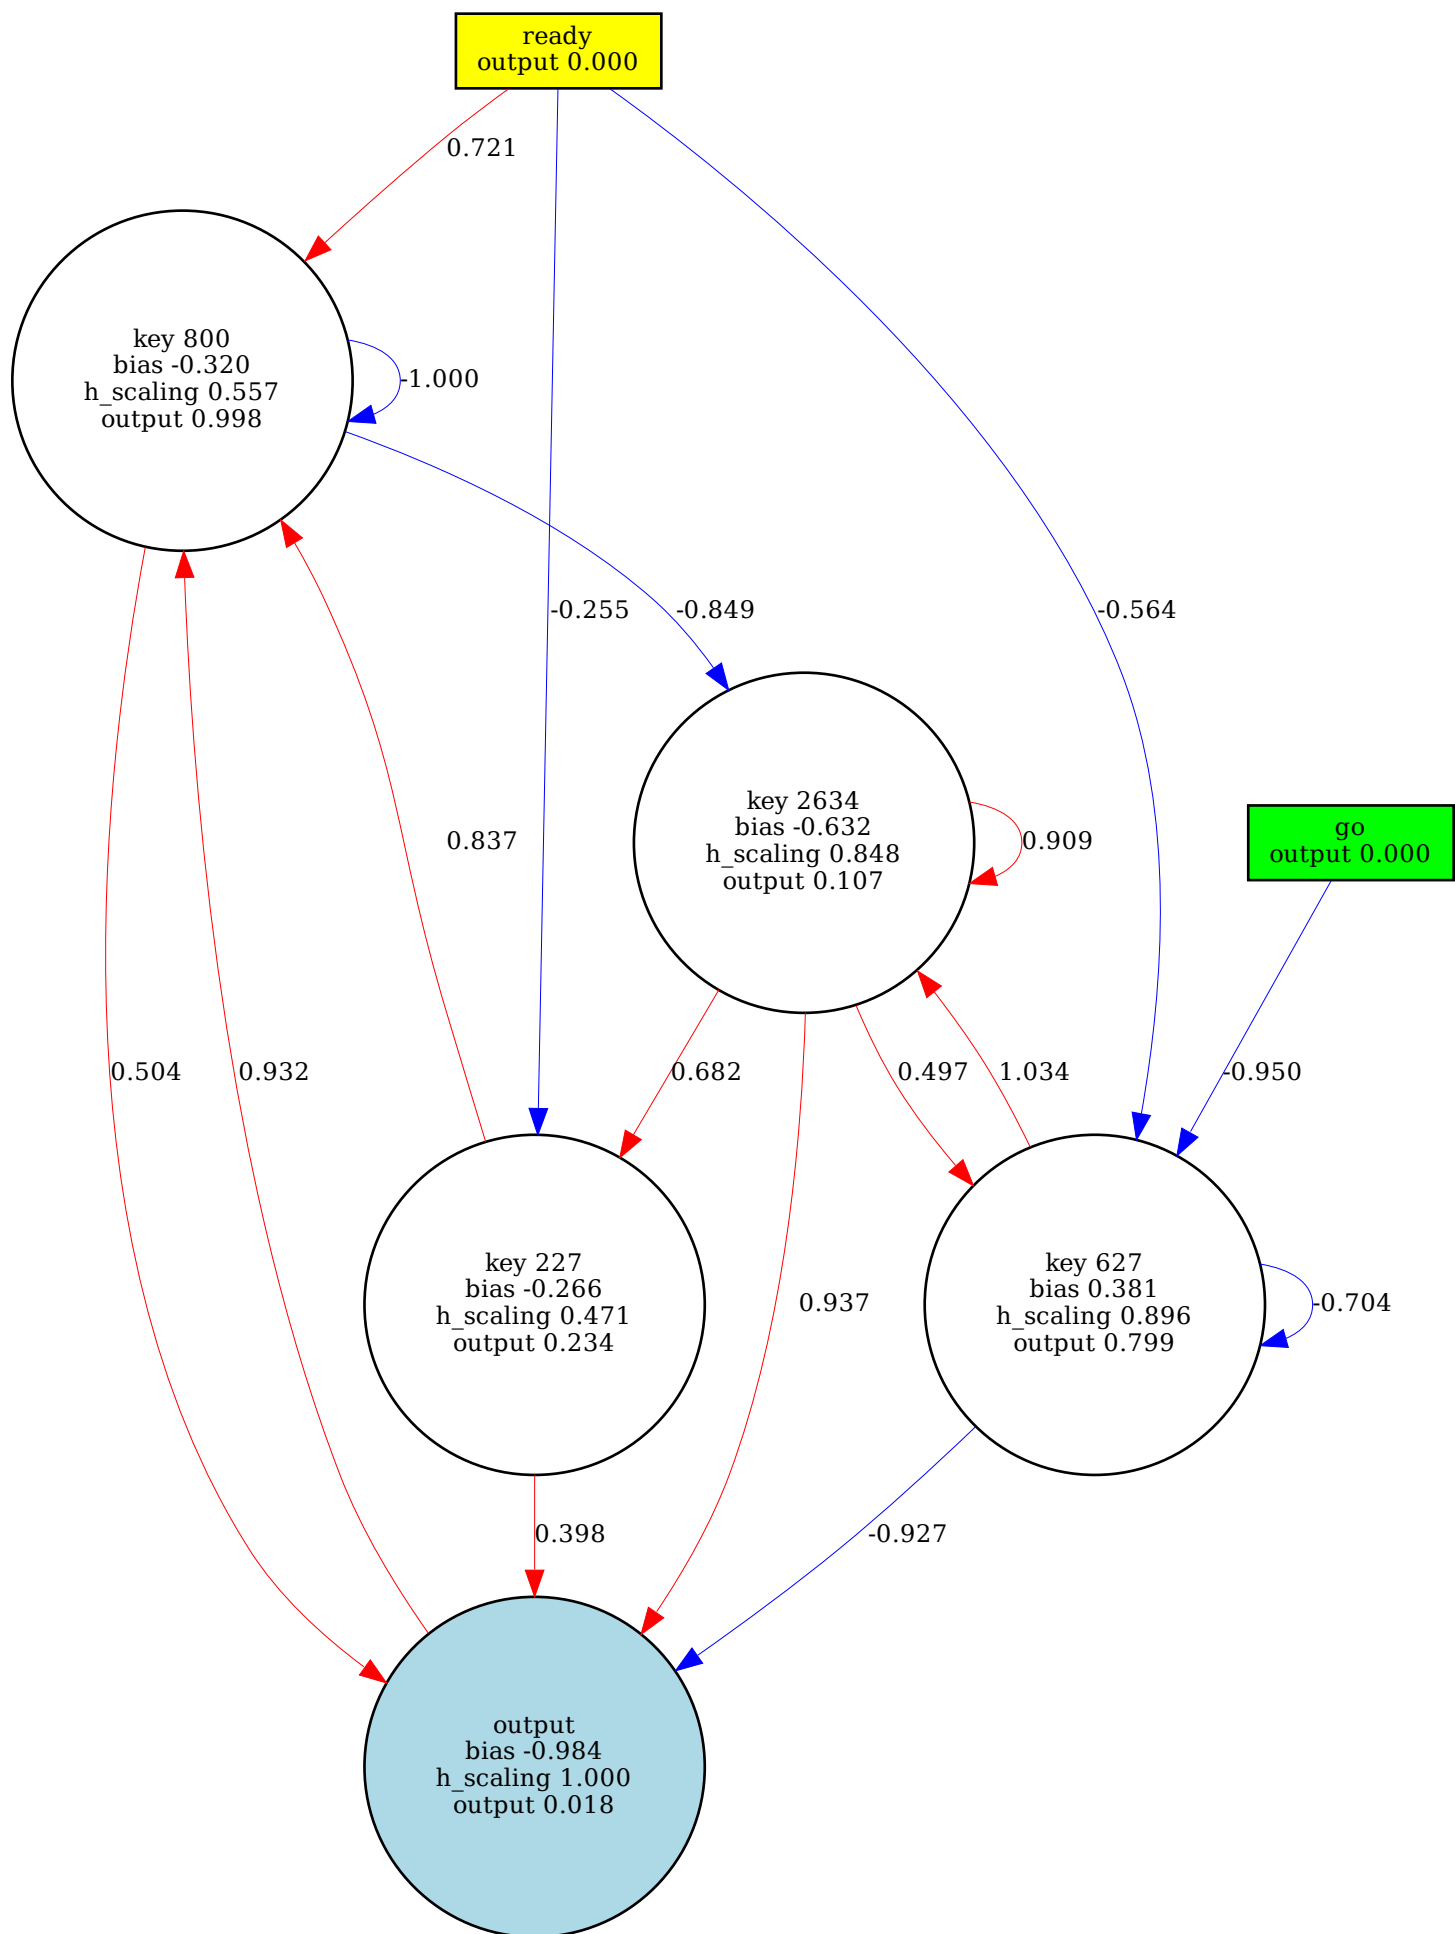 ready
output 0.000
0.721
key 800
bias -0.320
h_scaling 0.557
output 0.998
-1.000
-0.255
-0.849
-0.564
key 2634
bias -0.632
h_scaling 0.848
output 0.107
0.837
0.909
go
output 0.000
0.504
0.932
0.682
0.497
1.034
-0.950
key 227
bias -0.266
h_scaling 0.471
output 0.234
0.937
key 627
bias 0.381
h_scaling 0.896
output 0.799
-0.704
0.398
-0.927
output
bias -0.984
h_scaling 1.000
output 0.018